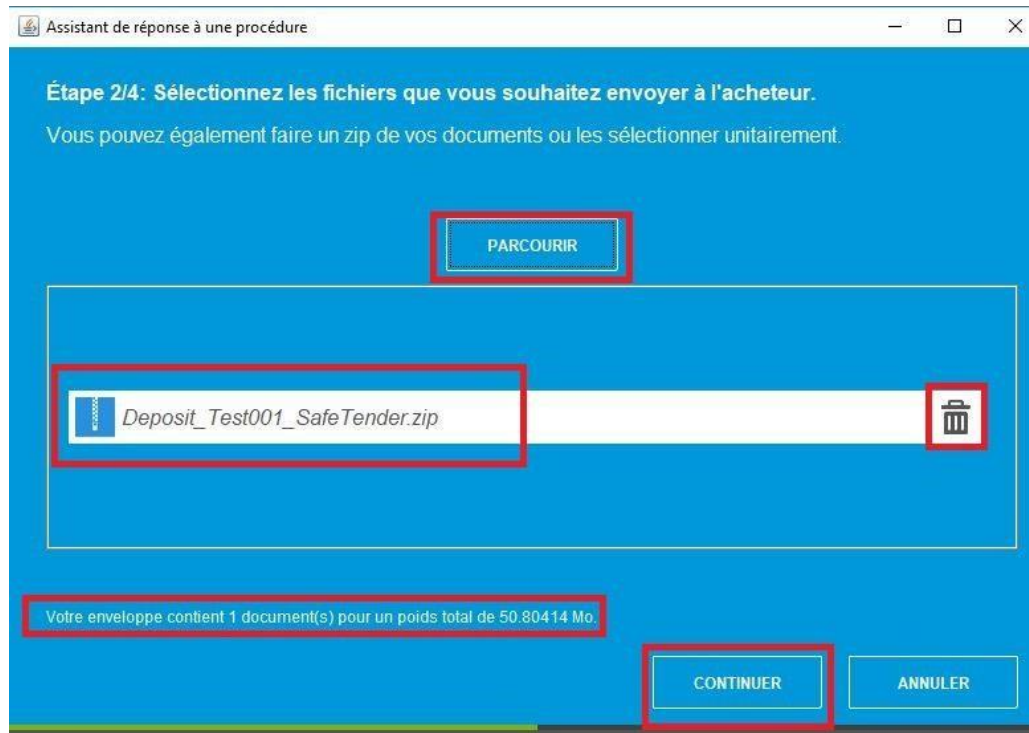 Assistant de réponse à une procédure
Étape 2/4: Sélectionnez les fichiers que vous souhaitez envoyer à l'acheteur.
Vous pouvez également faire un zip de vos documents ou les sélectionner unitairement.
PARCOURIR
Deposit_Test001_SafeTender.zip
Votre enveloppe contient 1 document(s) pour un poids total de 50.80414 Mo.
CONTINUER
ANNULER